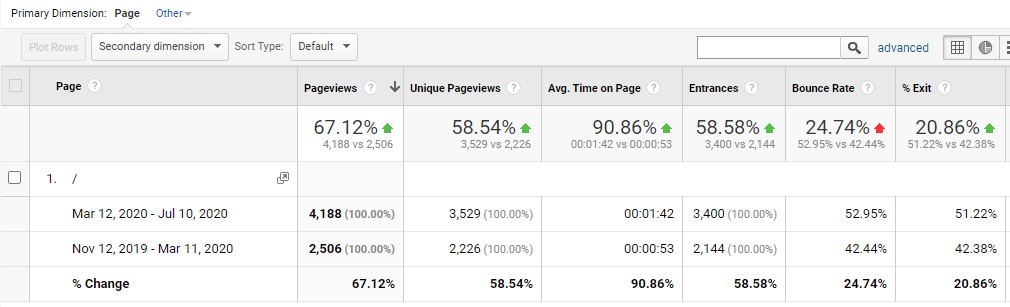 Primary Dimension: Page Other
Plot Rows Secondary dimension Sort Type: Default advanced
Page ? Pageviews ? Unique Pageviews ? Avg. Time on Page ? Entrances ? Bounce Rate ? % Exit ?
67.12% 58.54% 90.86% 58.58% 24.74% 20.86%
4,188 vs 2,506 3,529 vs 2,226 00:01:42 vs 00:00:53 3,400 vs 2,144 52.95% vs 42.44% 51.22% vs 42.38%
1. /
Mar 12, 2020 - Jul 10, 2020 4,188 (100.00%) 3,529 (100.00%) 00:01:42 3,400 (100.00%) 52.95% 51.22%
Nov 12, 2019 - Mar 11, 2020 2,506 (100.00%) 2,226 (100.00%) 00:00:53 2,144 (100.00%) 42.44% 42.38%
% Change 67.12% 58.54% 90.86% 58.58% 24.74% 20.86%